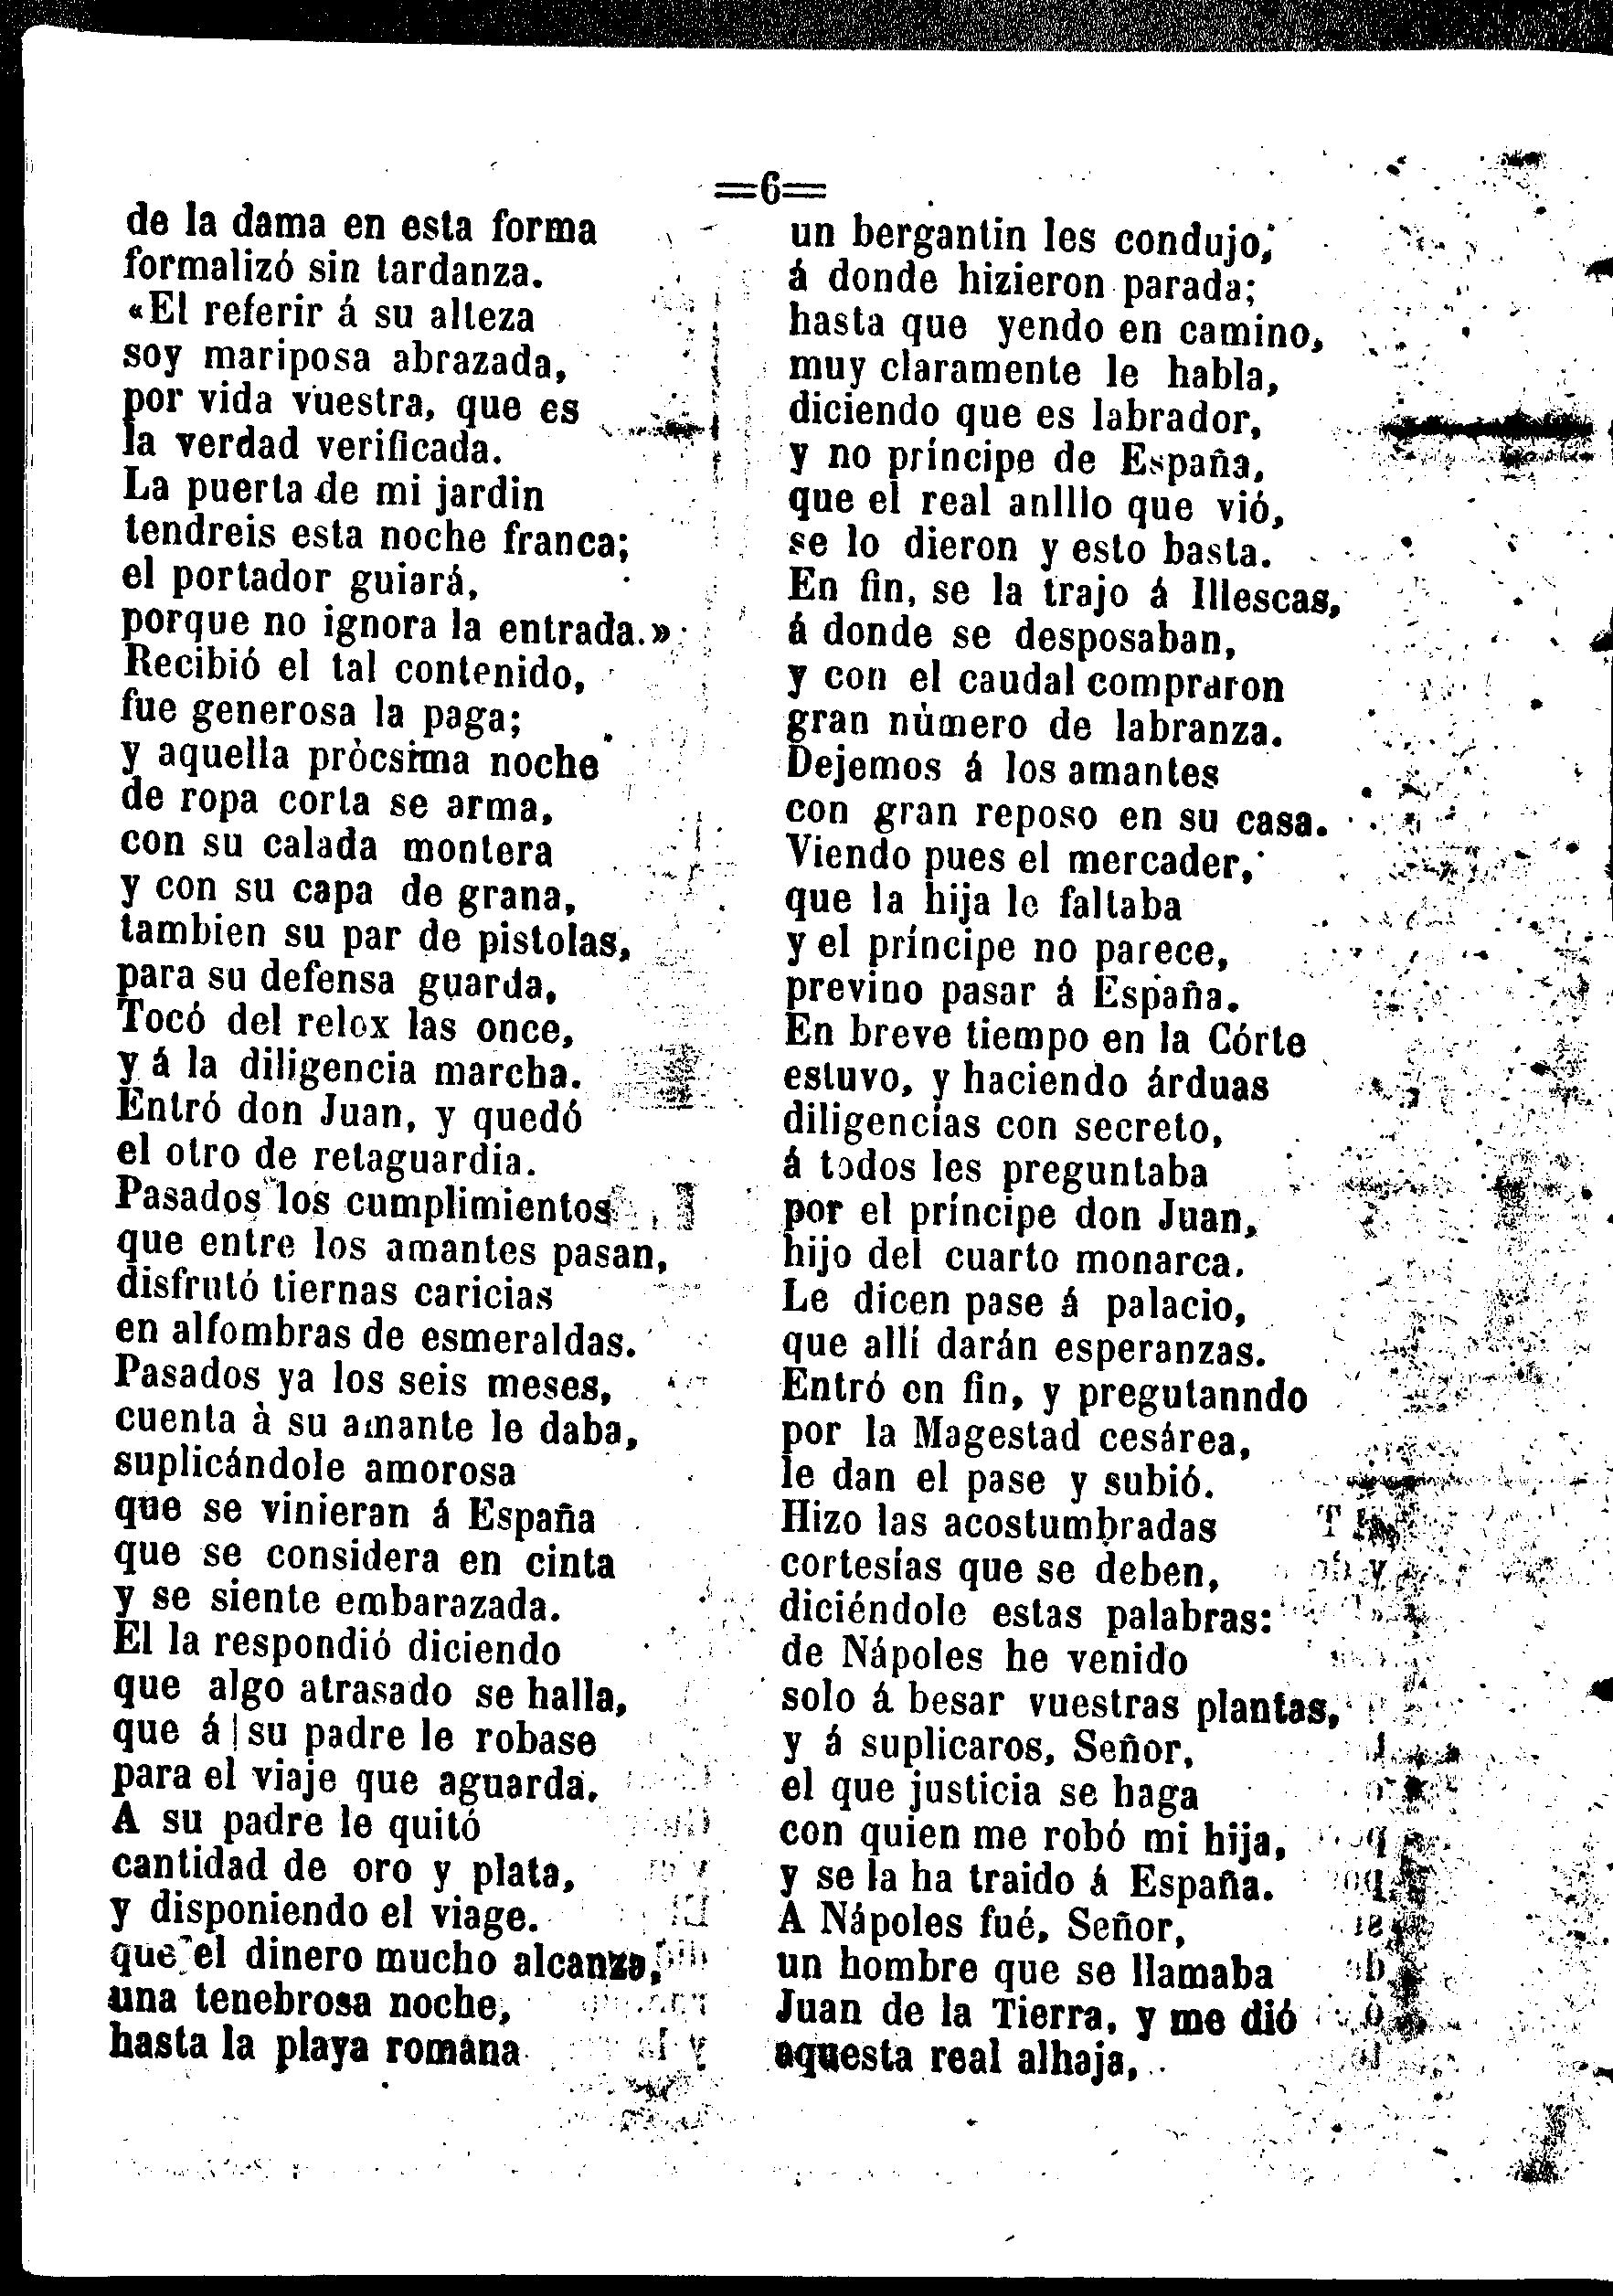 =6=
de la dama en esta forma
formalizó sin tardanza.
«El referir á su alteza
soy mariposa abrazada,
por vida vuestra, que es
la verdad verificada.
La puerta de mi jardin
tendreis esta noche franca;
el portador guiará,
porque no ignora la entrada.»
Recibió el tal contenido,
fue generosa la paga;
y aquella pròcsima noche
de ropa corta se arma,
con su calada montera
y con su capa de grana,
tambien su par de pistolas,
para su defensa guarda,
Tocó del relox las once,
y á la diligencia marcha.
Entró don Juan, y quedó
el otro de retaguardia.
Pasados los cumplimientos
que entre los amantes pasan,
disfrutó tiernas caricias
en alfombras de esmeraldas.
Pasados ya los seis meses,
cuenta à su amante le daba,
suplicándole amorosa
que se vinieran á España
que se considera en cinta
y se siente embarazada.
El la respondió diciendo
que algo atrasado se halla,
que á su padre le robase
para el viaje que aguarda.
A su padre le quitó
cantidad de oro y plata,
y disponiendo el viage.
que el dinero mucho alcanza,
una tenebrosa noche,
hasta la playa romana
un bergantin les condujo,
á donde hizieron parada;
hasta que yendo en camino,
muy claramente le habla,
diciendo que es labrador,
y no príncipe de España,
que el real anlllo que vió,
se lo dieron y esto basta.
En fin, se la trajo á Illescas,
á donde se desposaban,
y con el caudal compraron
gran nùmero de labranza.
Dejemos á los amantes
con gran reposo en su casa.
Viendo pues el mercader,
que la hija le faltaba
y el príncipe no parece,
previno pasar á España.
En breve tiempo en la Córte
estuvo, y haciendo árduas
diligencias con secreto,
á todos les preguntaba
por el príncipe don Juan,
hijo del cuarto monarca.
Le dicen pase á palacio,
que allí darán esperanzas.
Entró en fin, y pregutanndo
por la Magestad cesárea,
le dan el pase y subió.
Hizo las acostumbradas
cortesías que se deben,
diciéndole estas palabras:
de Nápoles he venido
solo á besar vuestras plantas,
y á suplicaros, Señor,
el que justicia se haga
con quien me robó mi hija,
y se la ha traido á España.
A Nápoles fué, Señor,
un hombre que se llamaba
Juan de la Tierra, y me dió
aquesta real alhaja,